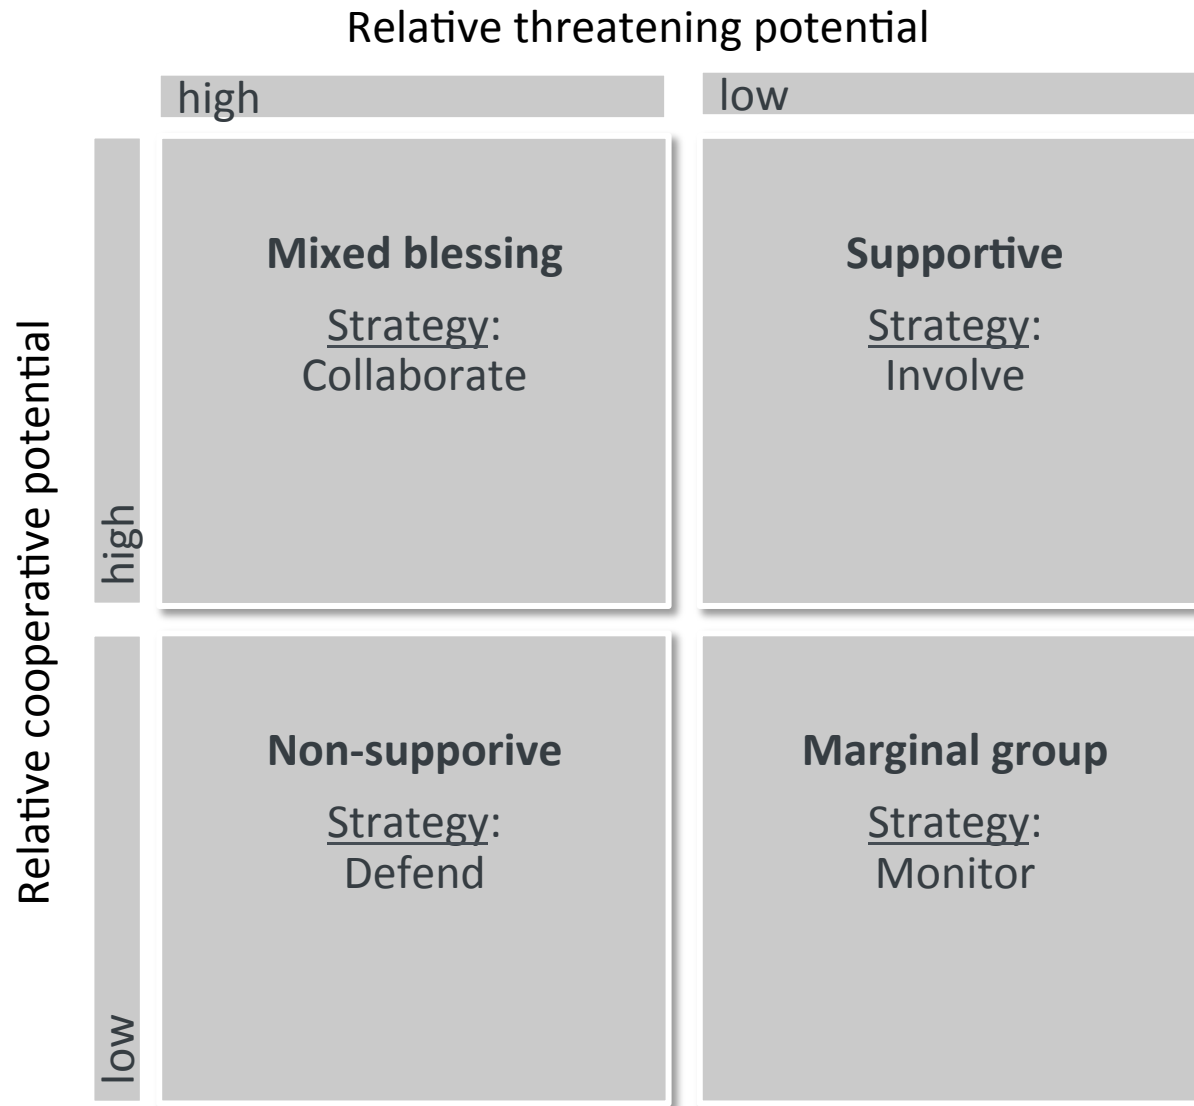 Relative threatening potential
high
low
Relative cooperative potential
high
Mixed blessing
Strategy:
Collaborate
Supportive
Strategy:
Involve
low
Non-supporive
Strategy:
Defend
Marginal group
Strategy:
Monitor